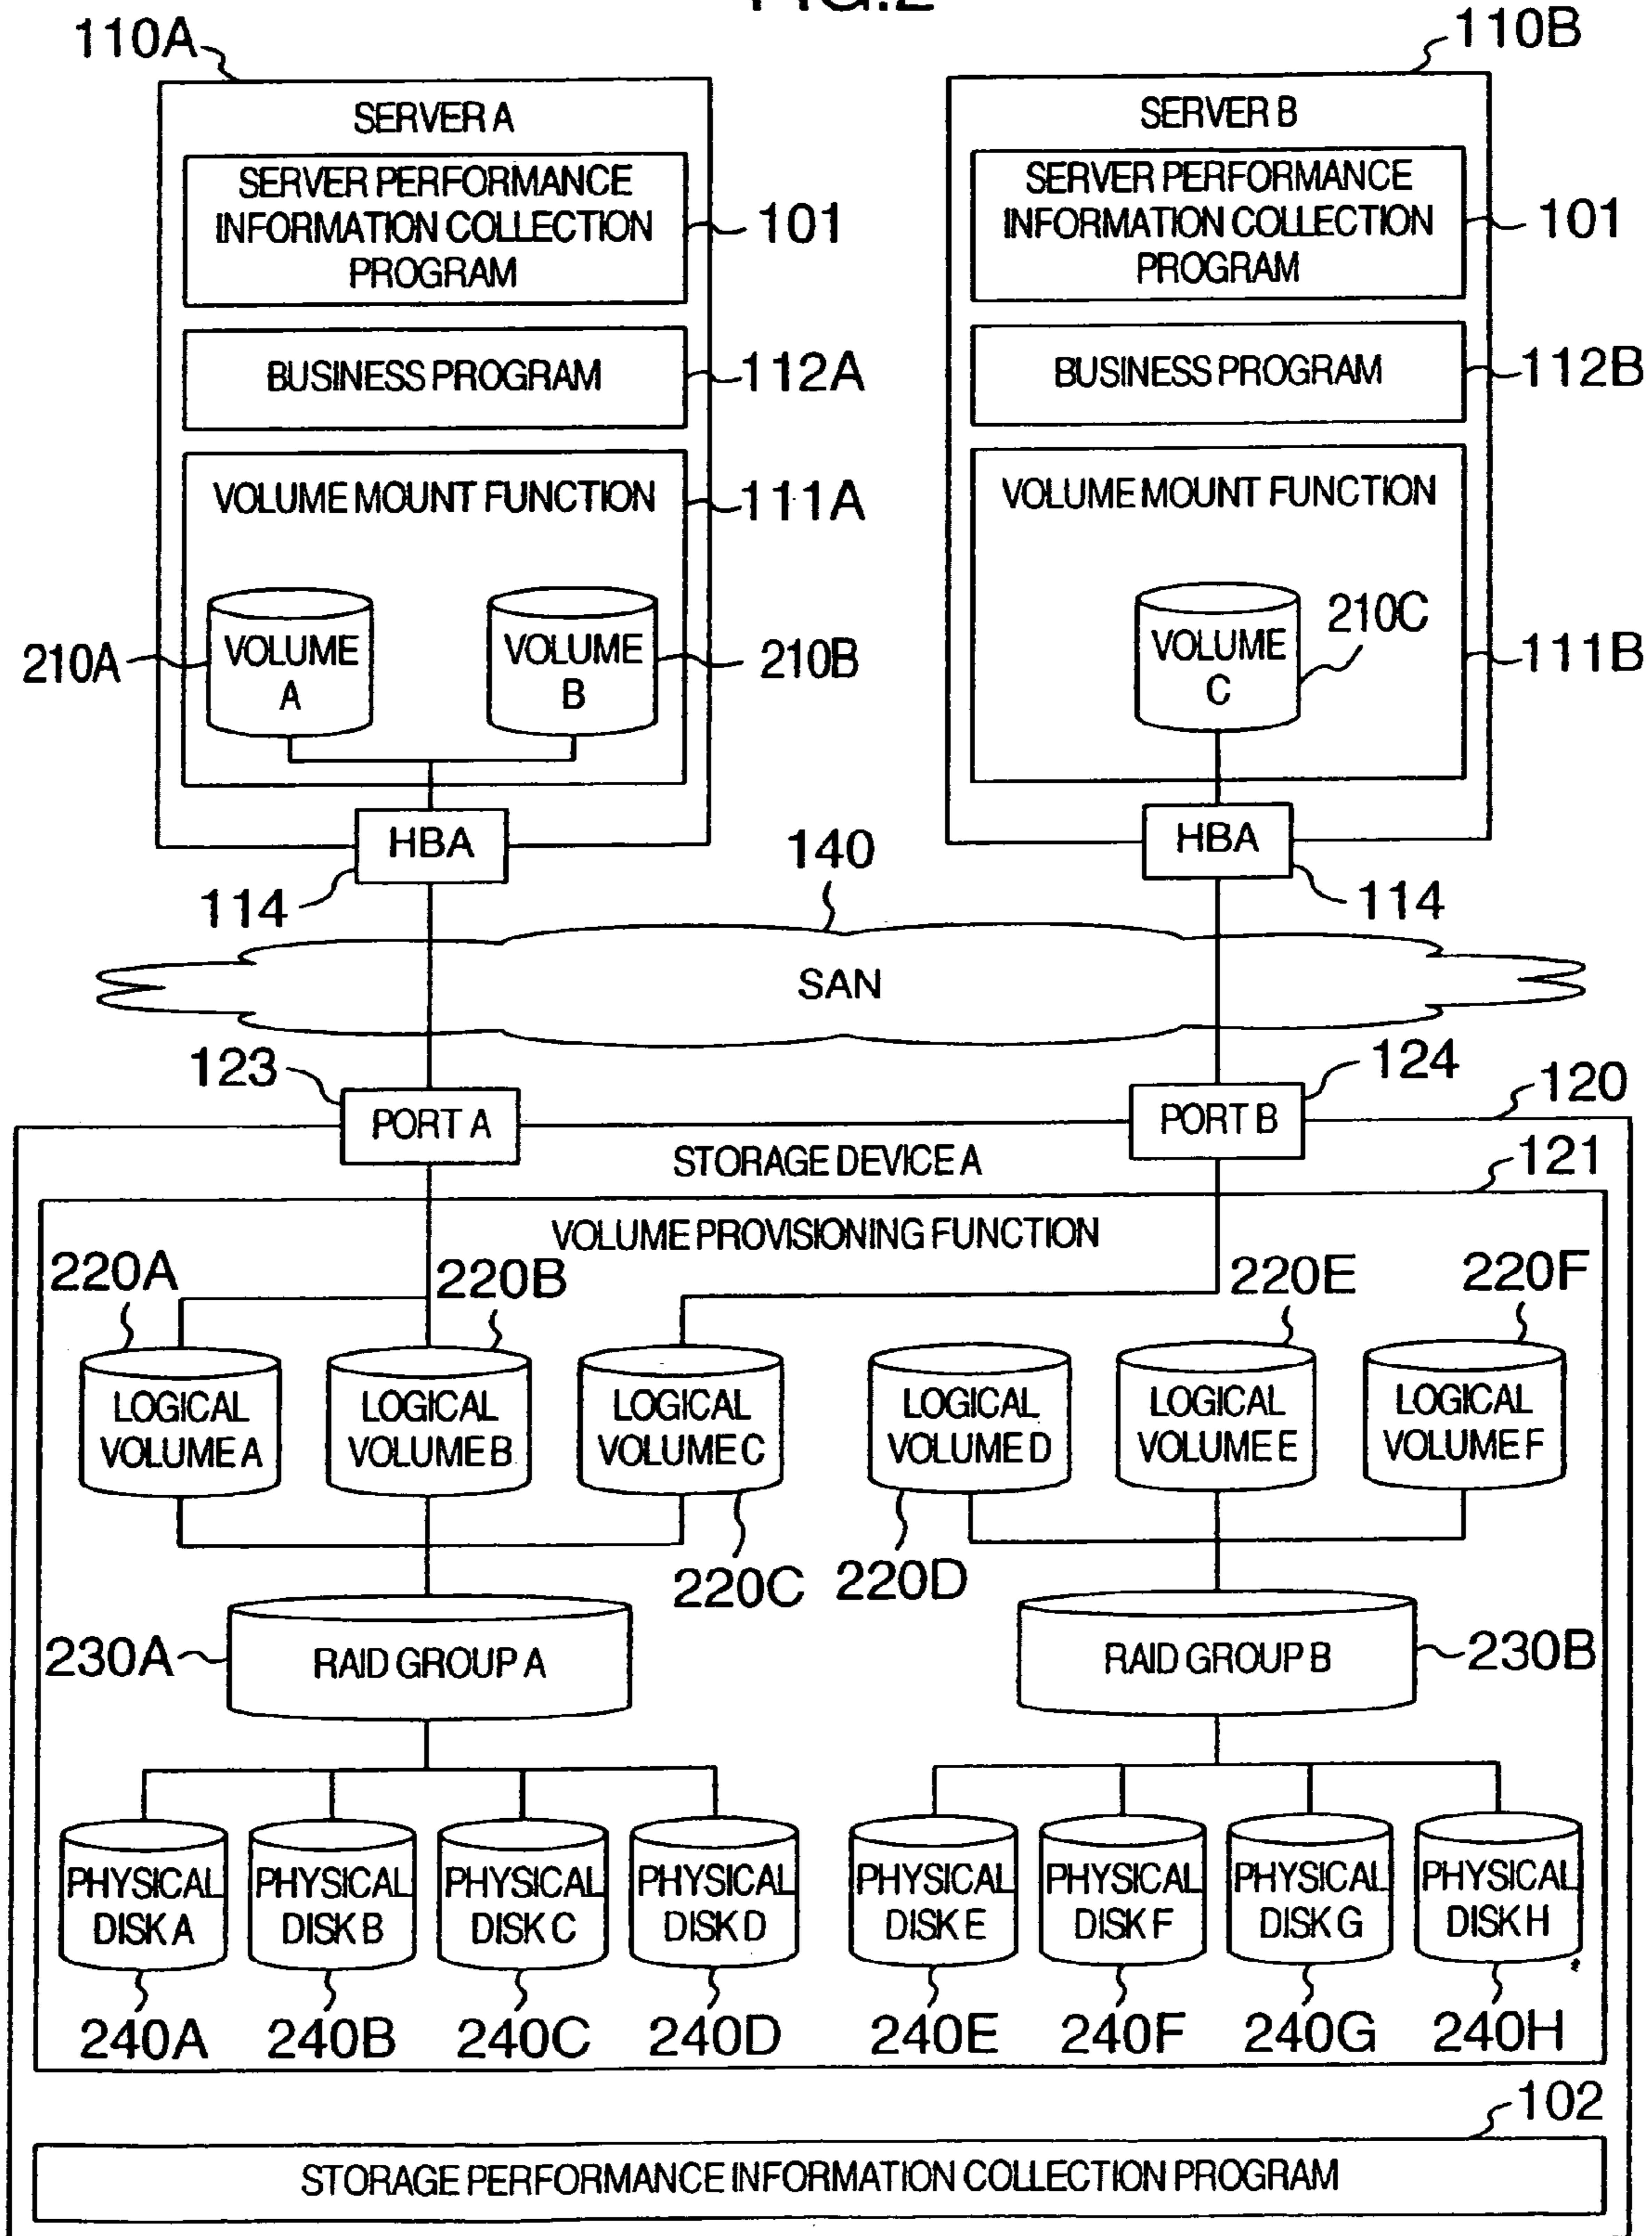 FIG.2
110A
110B
SERVER A
SERVER B
SERVER PERFORMANCE
INFORMATION COLLECTION
PROGRAM
101
SERVER PERFORMANCE
INFORMATION COLLECTION
PROGRAM
101
BUSINESS PROGRAM
112A
BUSINESS PROGRAM
112B
VOLUME MOUNT FUNCTION
111A
VOLUME MOUNT FUNCTION
210A
VOLUME
A
VOLUME
B
210B
VOLUME
C
210C
111B
HBA
114
140
HBA
114
SAN
123
PORT A
PORT B
124
120
STORAGE DEVICE A
121
VOLUME PROVISIONING FUNCTION
220A
220B
220E
220F
LOGICAL
VOLUME A
LOGICAL
VOLUME B
LOGICAL
VOLUME C
LOGICAL
VOLUME D
LOGICAL
VOLUME E
LOGICAL
VOLUME F
220C
220D
230A
RAID GROUP A
RAID GROUP B
230B
PHYSICAL
DISK A
PHYSICAL
DISK B
PHYSICAL
DISK C
PHYSICAL
DISK D
PHYSICAL
DISK E
PHYSICAL
DISK F
PHYSICAL
DISK G
PHYSICAL
DISK H
240A
240B
240C
240D
240E
240F
240G
240H
102
STORAGE PERFORMANCE INFORMATION COLLECTION PROGRAM